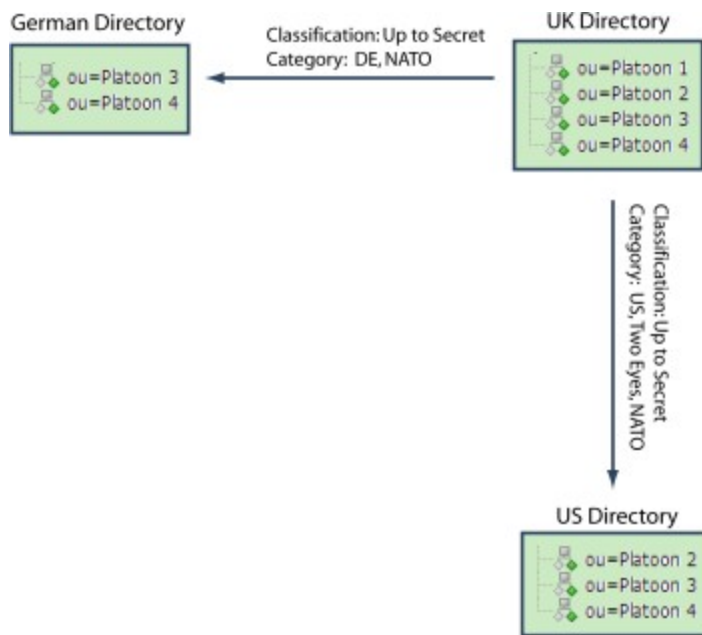 German Directory
ou=Platoon 3
ou=Platoon 4
Classification: Up to Secret
Category: DE, NATO
UK Directory
ou=Platoon 1
ou=Platoon 2
ou=Platoon 3
ou=Platoon 4
Classification: Up to Secret
Category: US, Two Eyes, NATO
US Directory
ou=Platoon 2
ou=Platoon 3
ou=Platoon 4